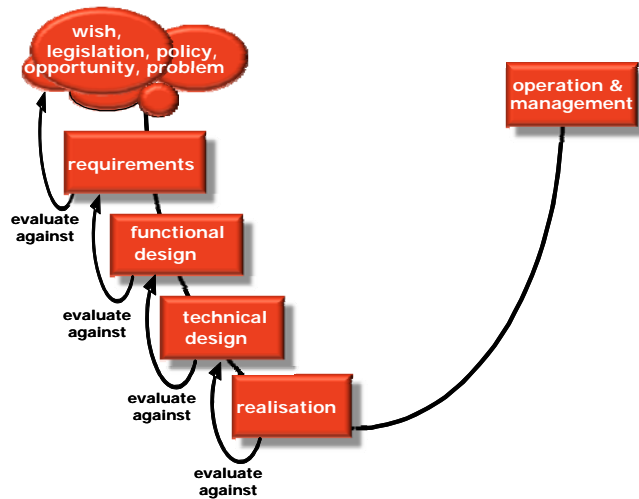 wish,
legislation, policy,
opportunity, problem
operation &
management
requirements
evaluate
against
functional
design
evaluate
against
technical
design
evaluate
against
realisation
evaluate
against